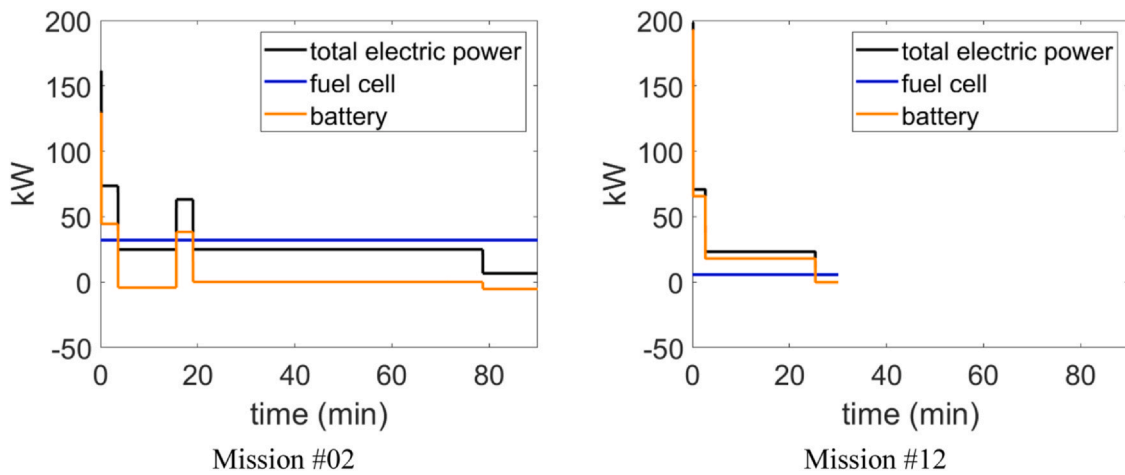 200
150
100
50
0
-50
kW
total electric power
fuel cell
battery
0 20 40 60 80
time (min)
Mission #02
200
150
100
50
0
-50
kW
total electric power
fuel cell
battery
0 20 40 60 80
time (min)
Mission #12